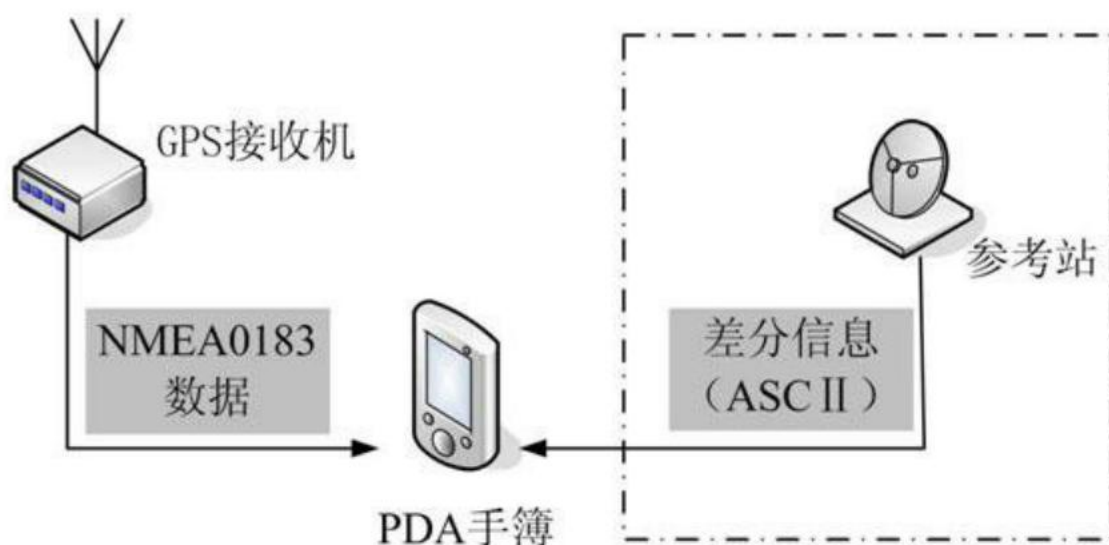 GPS接收机
参考站
NMEA0183
数据
差分信息
（ASCⅡ）
PDA手簿